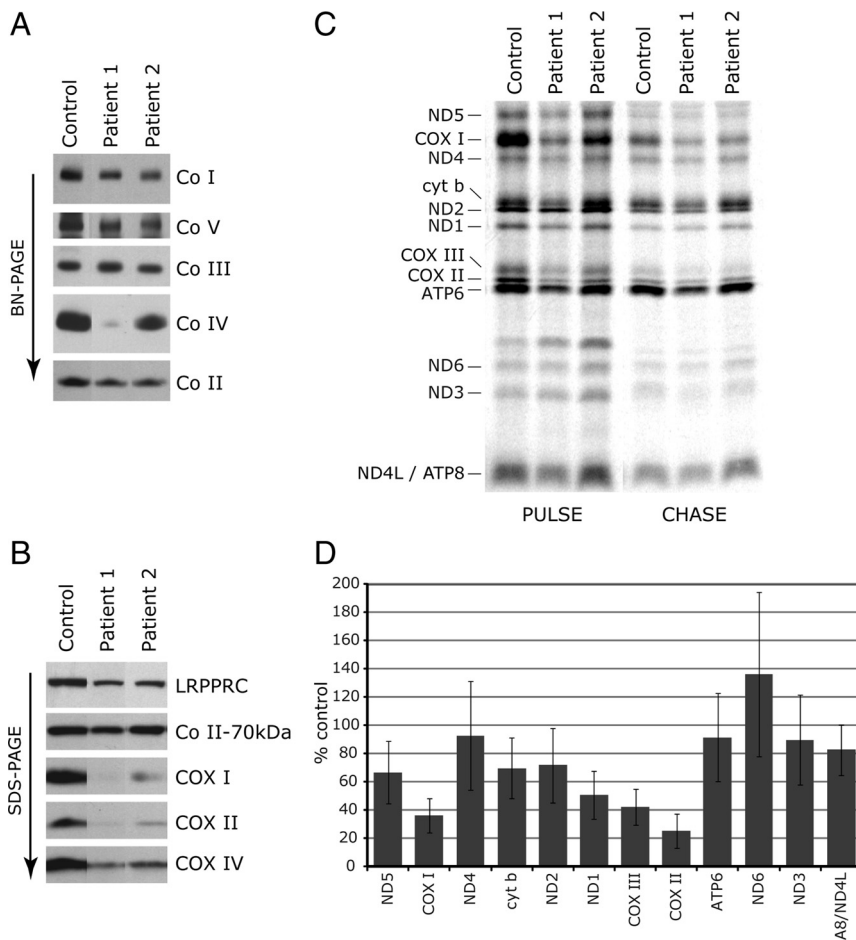 A
Control
Patient 1
Patient 2
Co I
Co V
Co III
Co IV
Co II
BN-PAGE
B
Control
Patient 1
Patient 2
LRPPRC
Co II-70kDa
COX I
COX II
COX IV
SDS-PAGE
C
Control
Patient 1
Patient 2
Control
Patient 1
Patient 2
ND5
COX I
ND4
cyt b
ND2
ND1
COX III
COX II
ATP6
ND6
ND3
ND4L / ATP8
PULSE
CHASE
D
% control
200
180
160
140
120
100
80
60
40
20
0
ND5
COX I
ND4
cyt b
ND2
ND1
COX III
COX II
ATP6
ND6
ND3
A8/ND4L